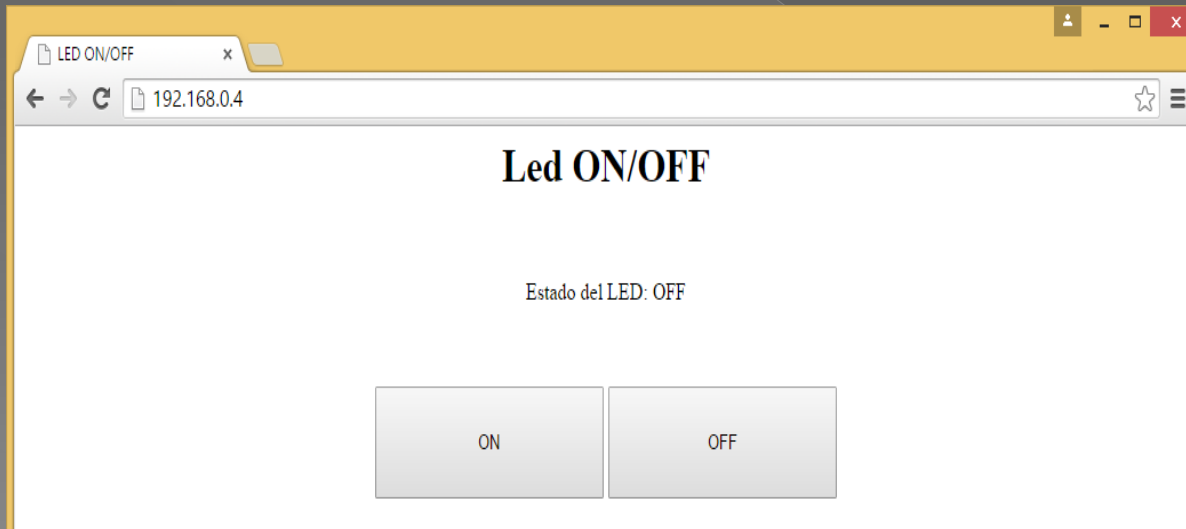 LED ON/OFF
192.168.0.4
Led ON/OFF
Estado del LED: OFF
ON OFF